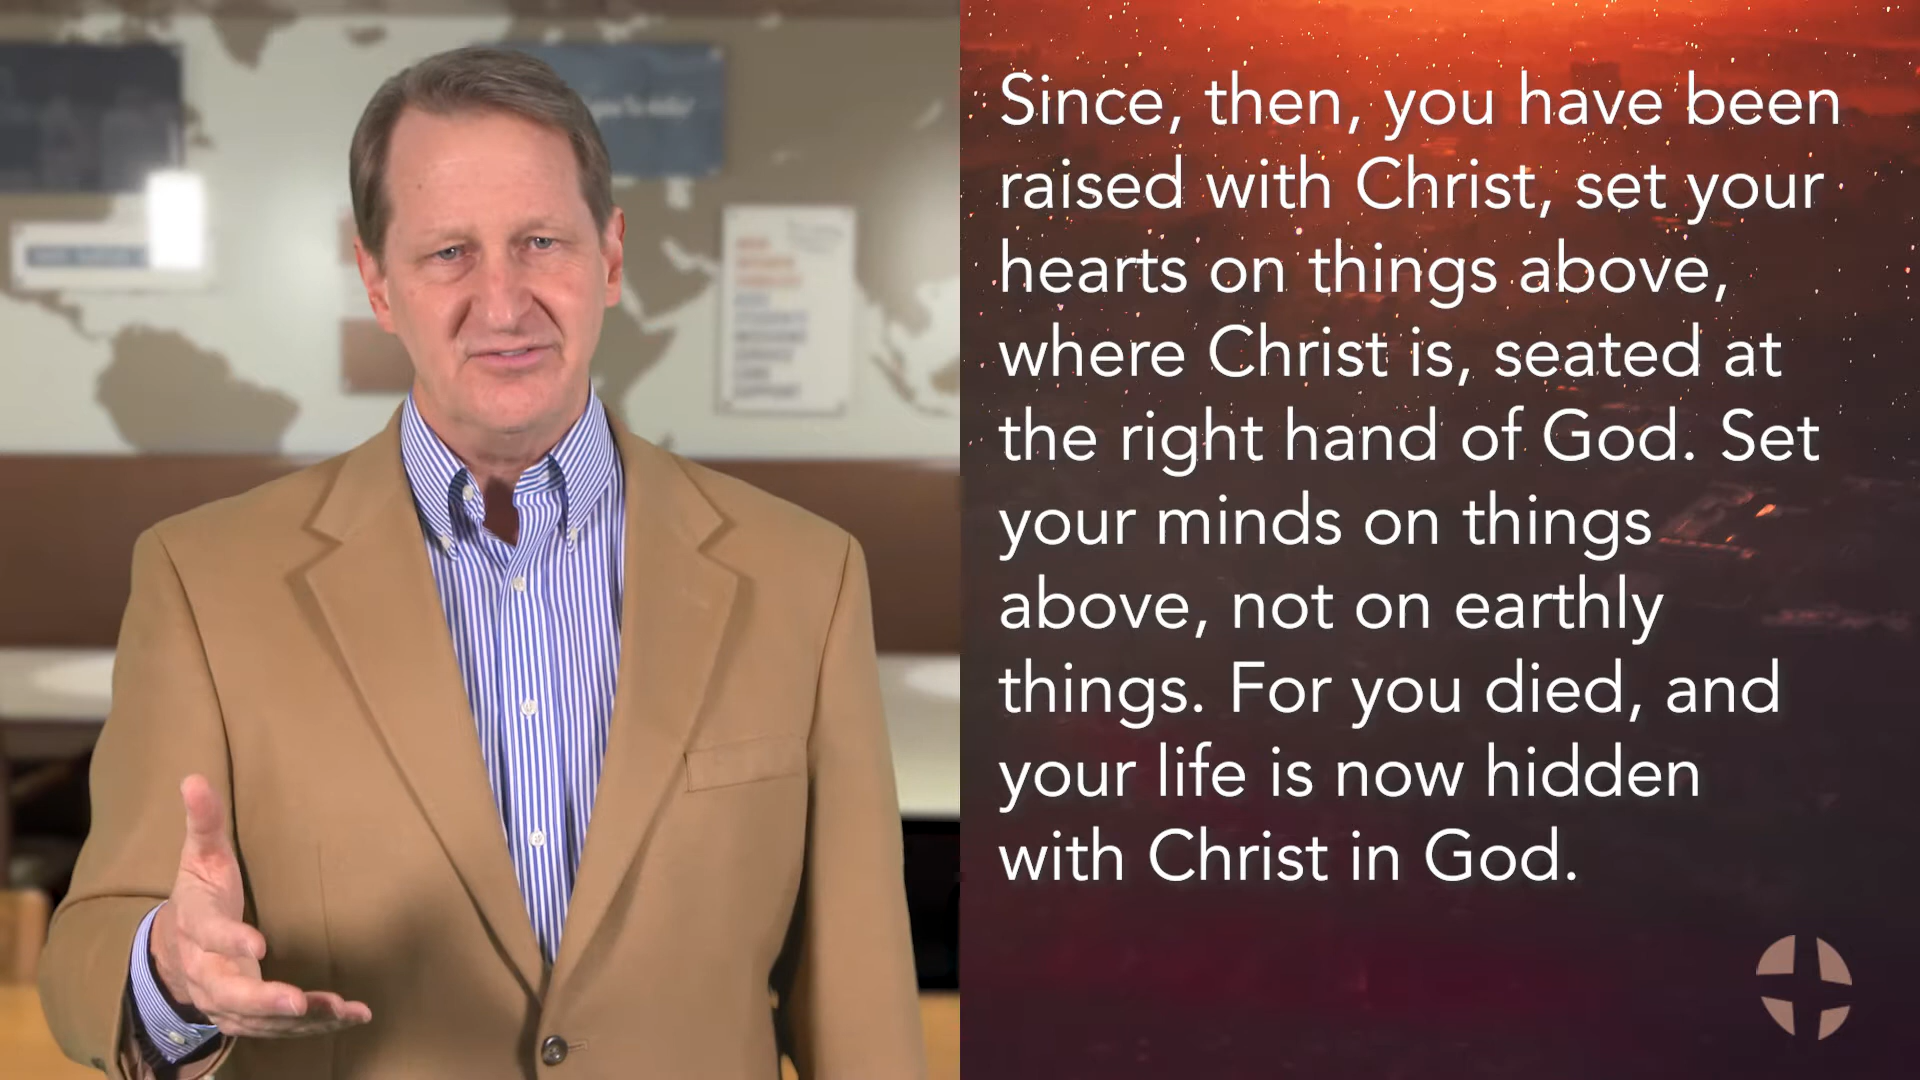 Since, then, you have been
raised with Christ, set your
hearts on things above,
where Christ is, seated at
the right hand of God. Set
your minds on things
above, not on earthly
things. For you died, and
your life is now hidden
with Christ in God.